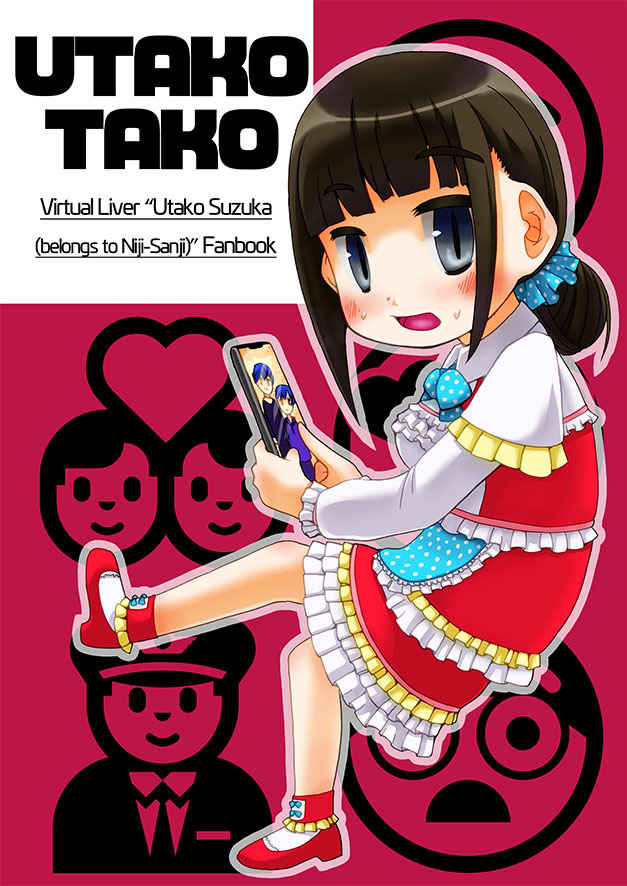 UTAKO
TAKO
Virtual Liver “Utako Suzuka
(belongs to Niji-Sanji)” Fanbook